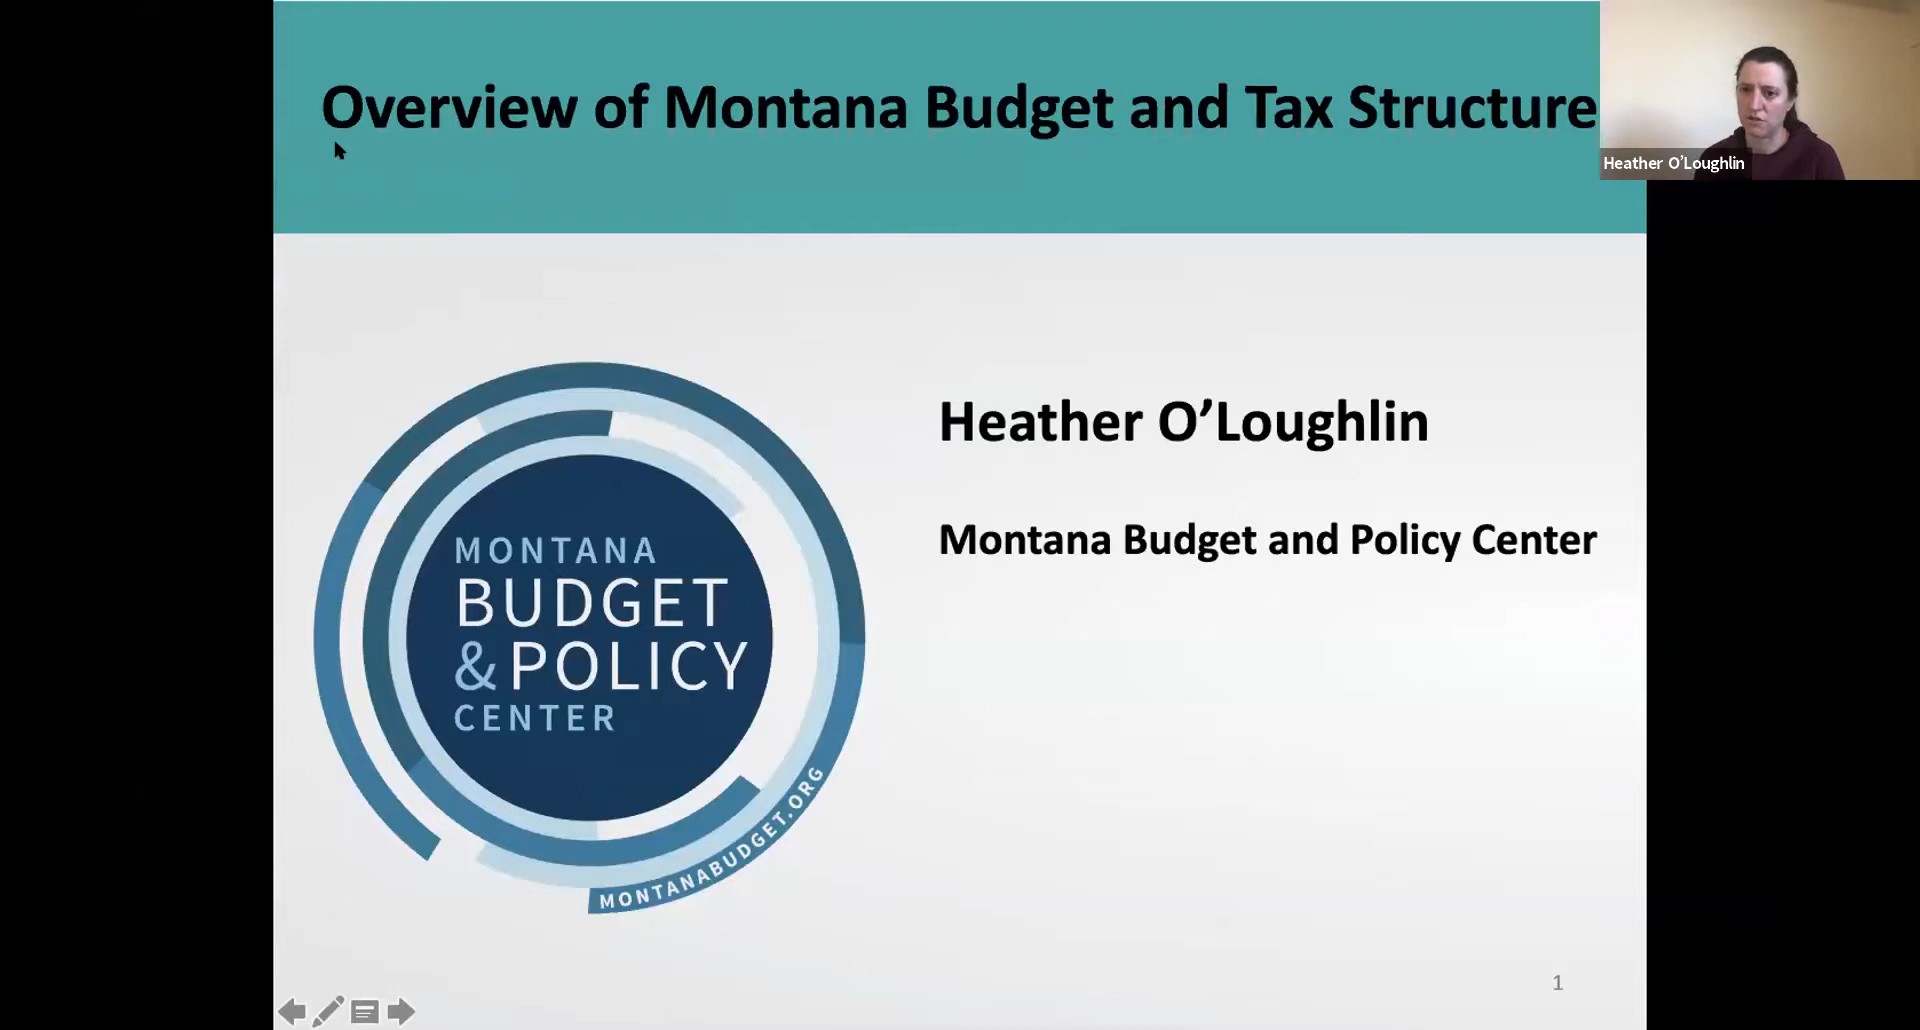 Overview of Montana Budget and Tax Structure
Heather O’Loughlin
Heather O’Loughlin
Montana Budget and Policy Center
MONTANA
BUDGET
&POLICY
CENTER
MONTANABUDGET.ORG
1